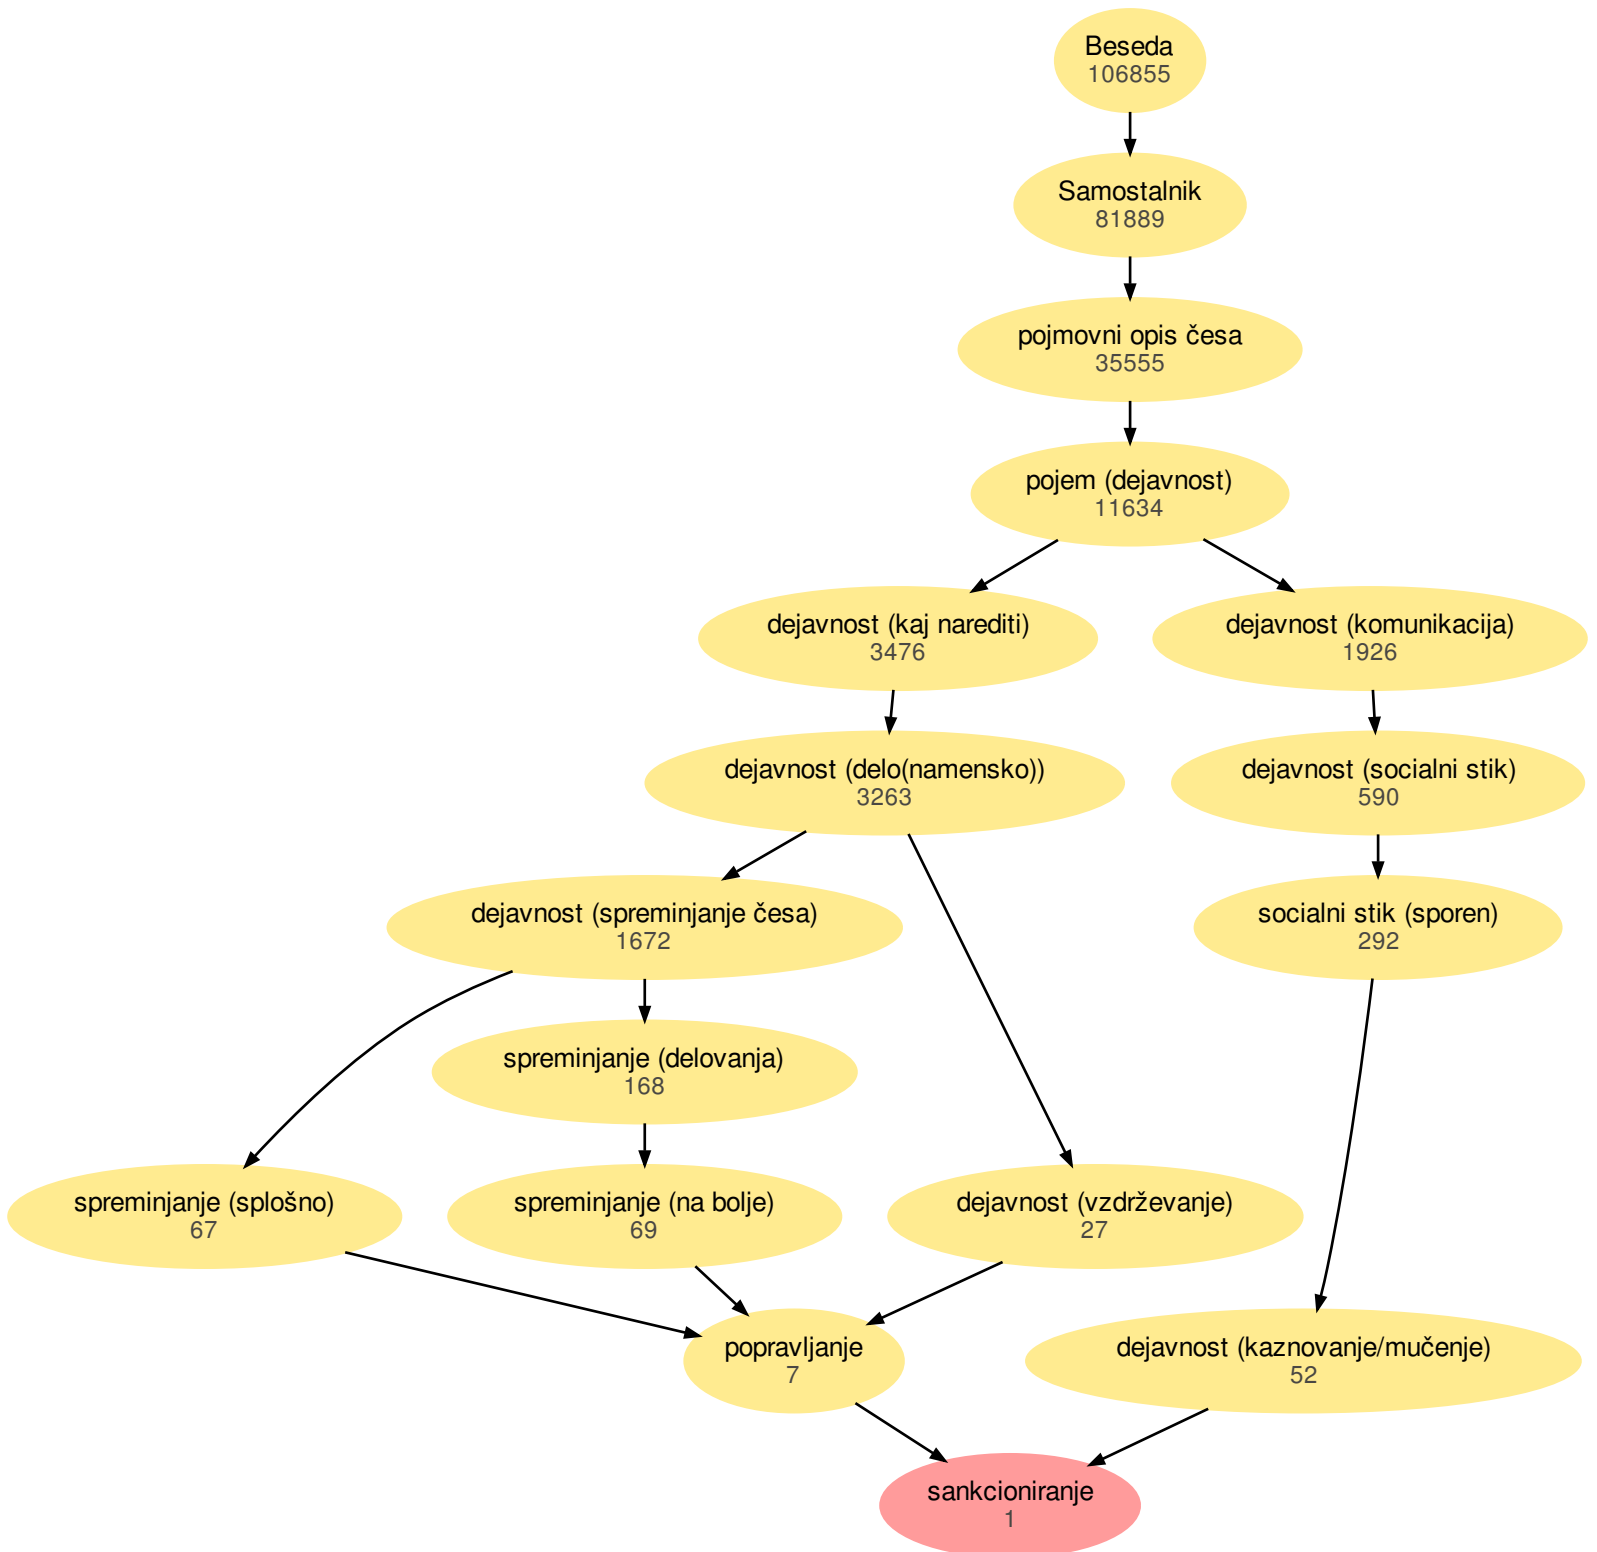 Beseda
106855
Samostalnik
81889
pojmovni opis česa
35555
pojem (dejavnost)
11634
dejavnost (kaj narediti)
3476
dejavnost (komunikacija)
1926
dejavnost (delo(namensko))
3263
dejavnost (socialni stik)
590
dejavnost (spreminjanje česa)
1672
socialni stik (sporen)
292
spreminjanje (delovanja)
168
spreminjanje (splošno)
67
spreminjanje (na bolje)
69
dejavnost (vzdrževanje)
27
popravljanje
7
dejavnost (kaznovanje/mučenje)
52
sankcioniranje
1